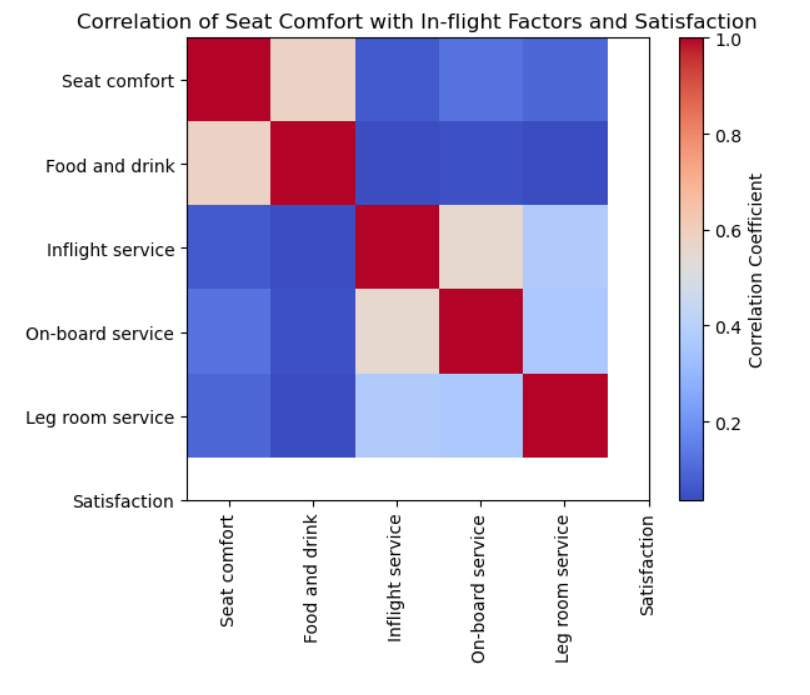 Correlation of Seat Comfort with In-flight Factors and Satisfaction
Seat comfort
Food and drink
Inflight service
On-board service
Leg room service
Satisfaction
Seat comfort
Food and drink
Inflight service
On-board service
Leg room service
Satisfaction
1.0
0.8
0.6
0.4
0.2
Correlation Coefficient